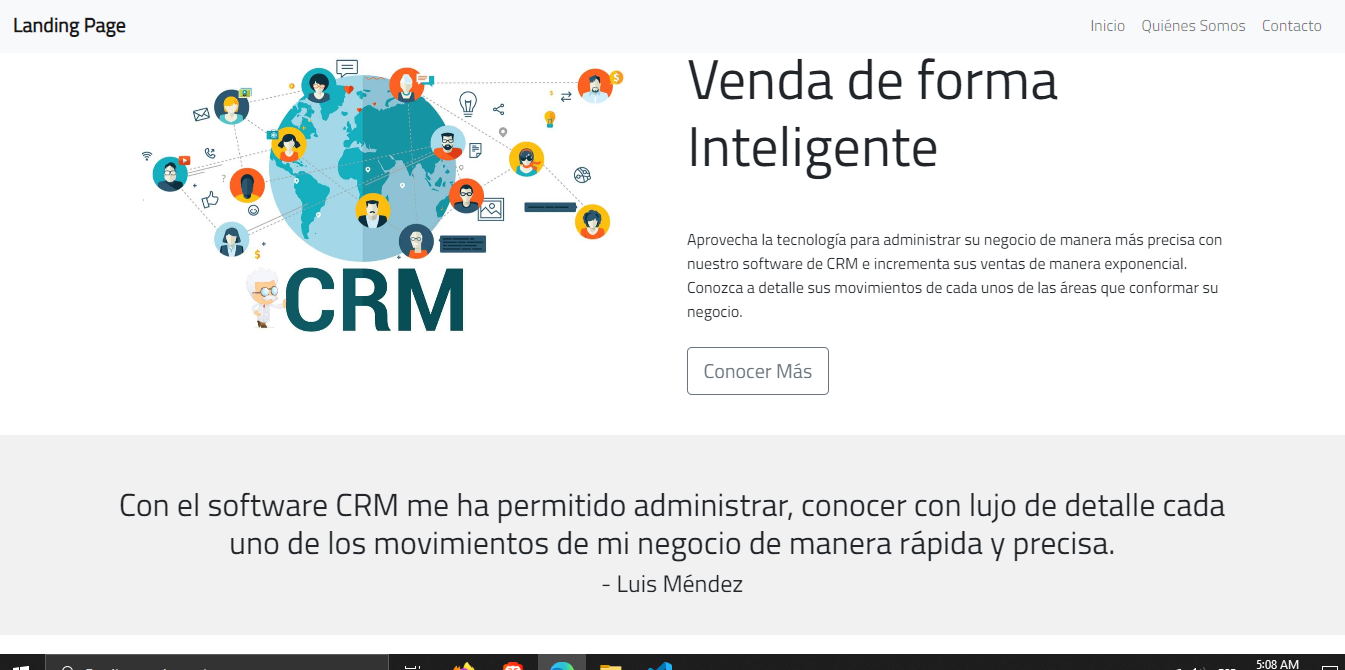 Landing Page
Inicio Quiénes Somos Contacto
Venda de forma
Inteligente
Aprovecha la tecnología para administrar su negocio de manera más precisa con
nuestro software de CRM e incrementa sus ventas de manera exponencial.
Conozca a detalle sus movimientos de cada unos de las áreas que conformar su
negocio.
Conocer Más
CRM
Con el software CRM me ha permitido administrar, conocer con lujo de detalle cada
uno de los movimientos de mi negocio de manera rápida y precisa.
- Luis Méndez
5:08 AM